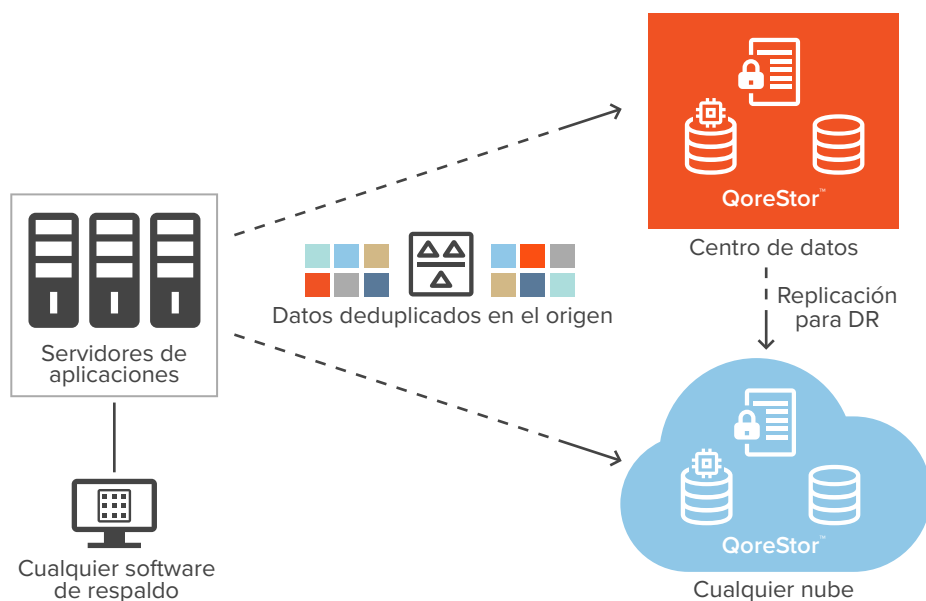 QoreStor™
Centro de datos
Replicación
para DR
Datos deduplicados en el origen
Servidores de
aplicaciones
Cualquier software
de respaldo
QoreStor™
Cualquier nube